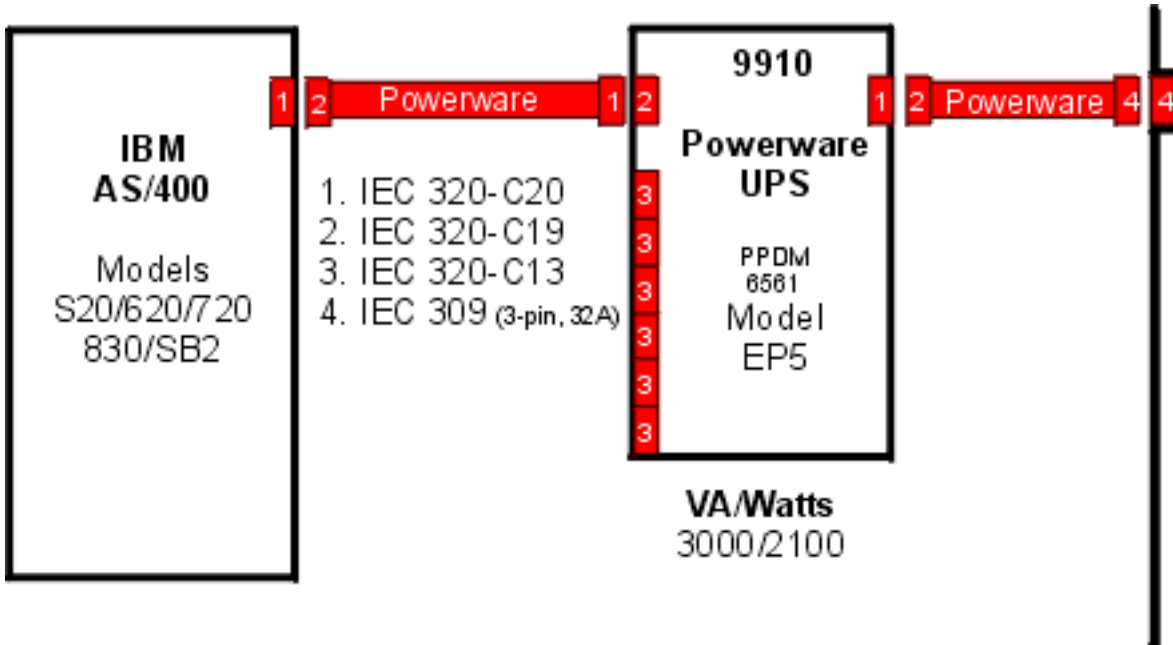 IBM
AS/400
Models
S20/620/720
830/SB2
1
2 Powerware 1
1. IEC 320-C20
2. IEC 320-C19
3. IEC 320-C13
4. IEC 309 (3-pin, 32A)
2
3
3
3
3
3
3
9910
Powerware
UPS
PPDM
6561
Model
EP5
1
VA/Watts
3000/2100
2 Powerware 4
4